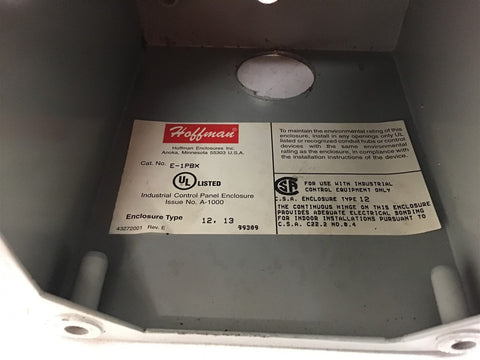 Hoffman
Hoffman Enclosures Inc.
Anoka, Minnesota 55303 U.S.A.
Cat. No. E-1PBX
UL LISTED
Industrial Control Panel Enclosure
Issue No. A-1000
Enclosure Type 12, 13
43272001 Rev. E 99309
To maintain the environmental rating of this
enclosure, install in any openings only UL
listed or recognized conduit hubs or control
devices with the same environmental
rating as the enclosure, in compliance with
the installation instructions of the device.
FOR USE WITH INDUSTRIAL
CONTROL EQUIPMENT ONLY
C.S.A. ENCLOSURE TYPE 12
THE CONTINUOUS HINGE ON THIS ENCLOSURE
PROVIDES ADEQUATE ELECTRICAL BONDING
FOR INDOOR INSTALLATIONS PURSUANT TO
C.S.A. C22.2 NO.0.4